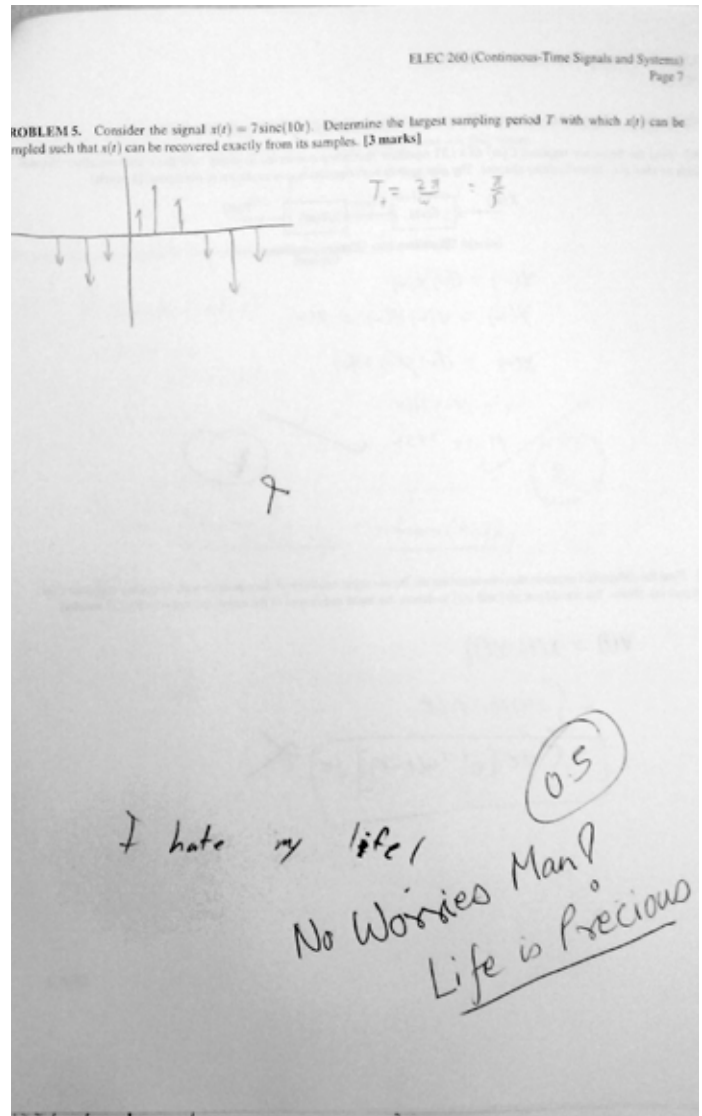 ELEC 260 (Continuous-Time Signals and Systems)
Page 7
ROBLEM 5. Consider the signal x(t) = 7 sinc(10t). Determine the largest sampling period T with which x(t) can be
mpled such that x(t) can be recovered exactly from its samples. [3 marks]
0.5
I hate my life!
No Worries Man!
Life is Precious